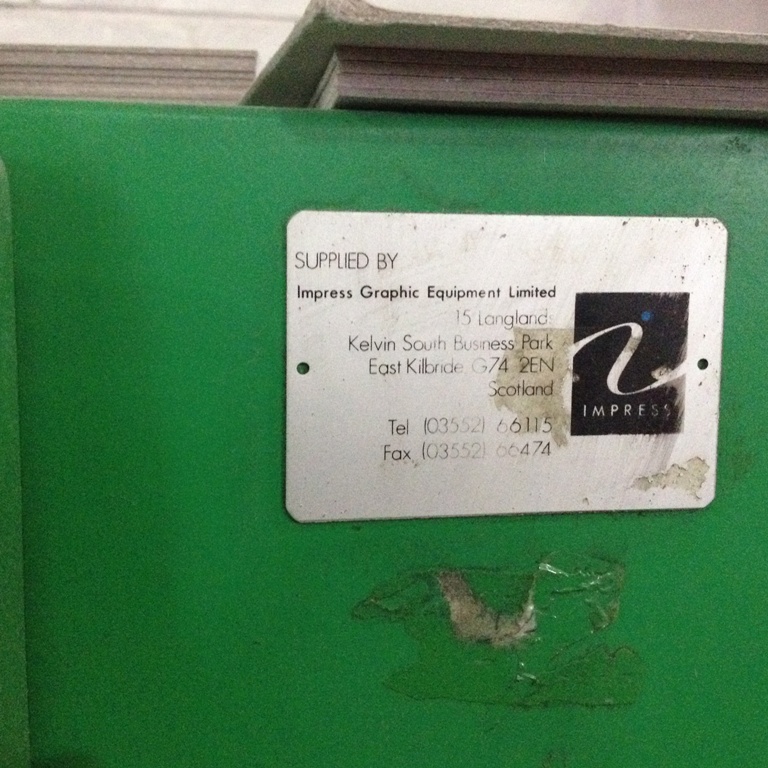 SUPPLIED BY
Impress Graphic Equipment Limited
15 Langland
Kelvin South Business Park
East Kilbride G74 2EN
Scotland
Tel (03552) 66115
Fax (03552) 66474
IMPRESS